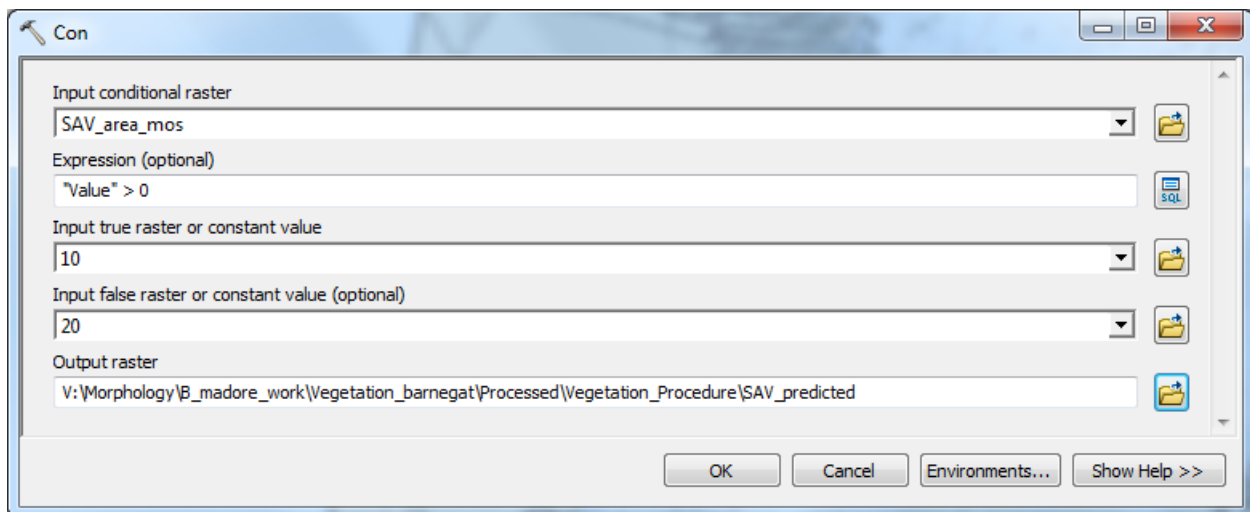 Con
Input conditional raster
SAV_area_mos
Expression (optional)
"Value" > 0
SQL
Input true raster or constant value
10
Input false raster or constant value (optional)
20
Output raster
V:\Morphology\B_madore_work\Vegetation_barnegat\Processed\Vegetation_Procedure\SAV_predicted
OK Cancel Environments... Show Help >>